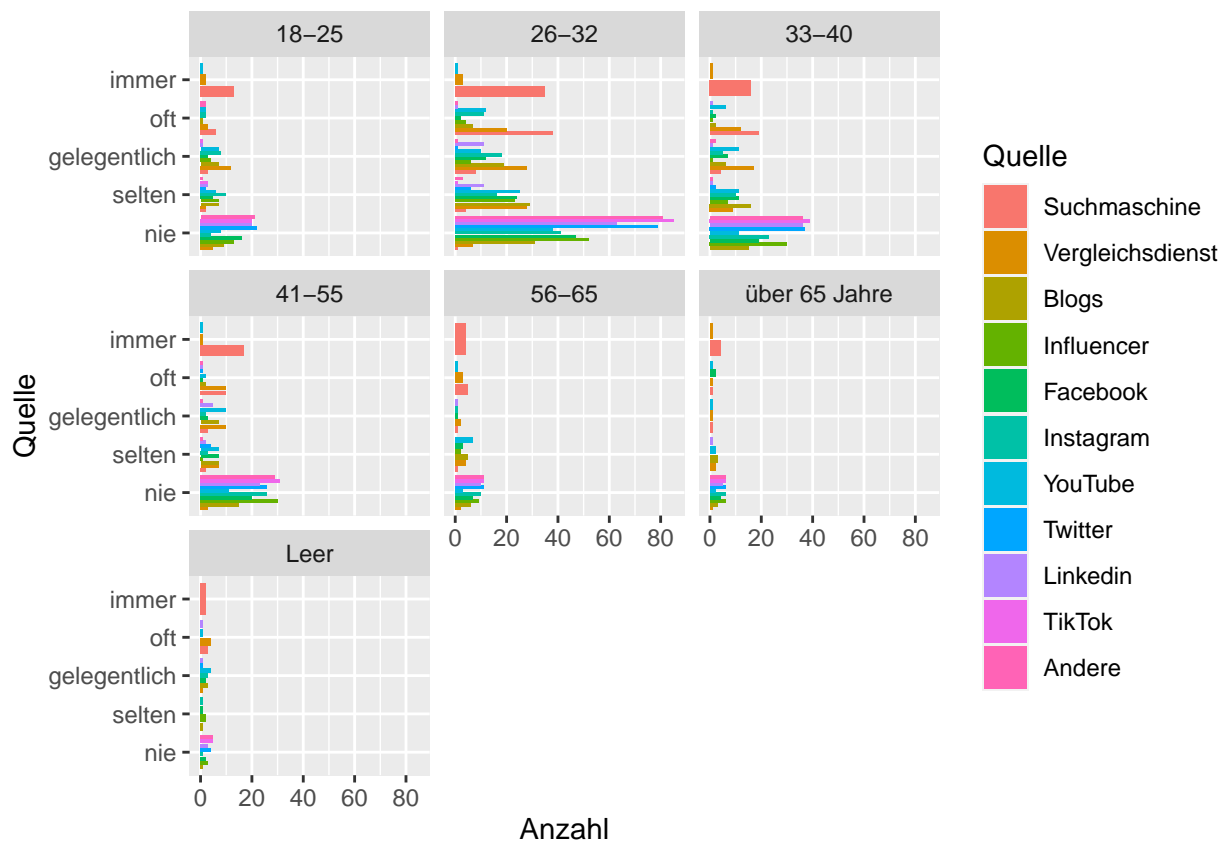 18−25
26−32
33−40
immer
oft
gelegentlich
selten
nie
41−55
56−65
über 65 Jahre
immer
oft
gelegentlich
selten
nie
0 20 40 60 80
0 20 40 60 80
Leer
immer
oft
gelegentlich
selten
nie
0 20 40 60 80
Anzahl
Quelle
Quelle
Suchmaschine
Vergleichsdienst
Blogs
Influencer
Facebook
Instagram
YouTube
Twitter
Linkedin
TikTok
Andere